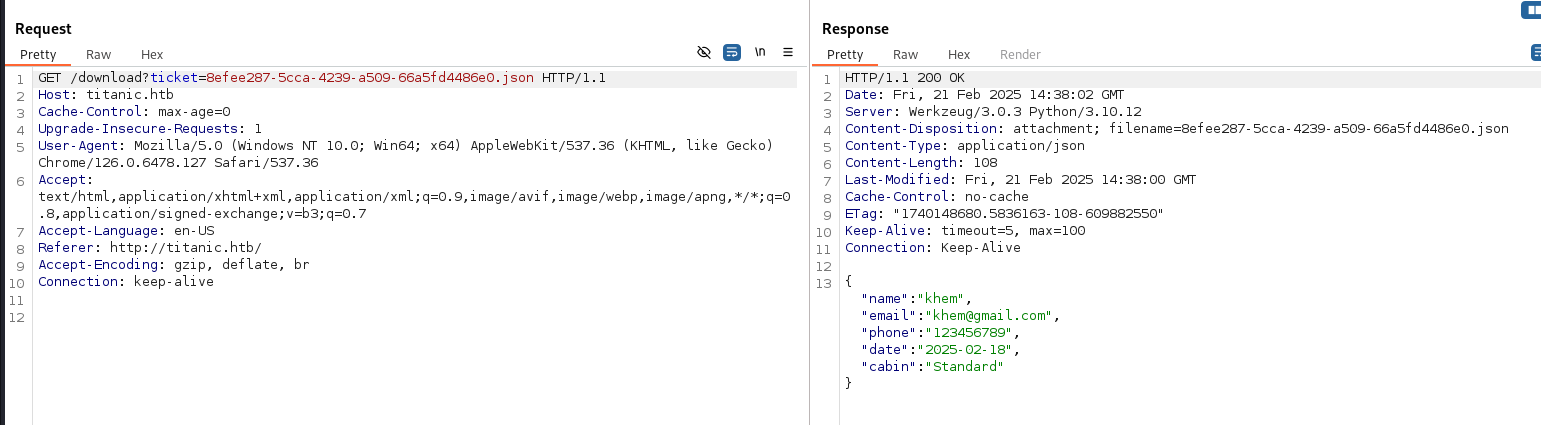 Request
Pretty Raw Hex
\n
1 GET /download?ticket=8efee287-5cca-4239-a509-66a5fd4486e0.json HTTP/1.1
2 Host: titanic.htb
3 Cache-Control: max-age=0
4 Upgrade-Insecure-Requests: 1
5 User-Agent: Mozilla/5.0 (Windows NT 10.0; Win64; x64) AppleWebKit/537.36 (KHTML, like Gecko)
Chrome/126.0.6478.127 Safari/537.36
6 Accept:
text/html,application/xhtml+xml,application/xml;q=0.9,image/avif,image/webp,image/apng,*/*;q=0
.8,application/signed-exchange;v=b3;q=0.7
7 Accept-Language: en-US
8 Referer: http://titanic.htb/
9 Accept-Encoding: gzip, deflate, br
10 Connection: keep-alive
11
12
Response
Pretty Raw Hex Render
1 HTTP/1.1 200 OK
2 Date: Fri, 21 Feb 2025 14:38:02 GMT
3 Server: Werkzeug/3.0.3 Python/3.10.12
4 Content-Disposition: attachment; filename=8efee287-5cca-4239-a509-66a5fd4486e0.json
5 Content-Type: application/json
6 Content-Length: 108
7 Last-Modified: Fri, 21 Feb 2025 14:38:00 GMT
8 Cache-Control: no-cache
9 ETag: "1740148680.5836163-108-609882550"
10 Keep-Alive: timeout=5, max=100
11 Connection: Keep-Alive
12
13 {
"name":"khem",
"email":"khem@gmail.com",
"phone":"123456789",
"date":"2025-02-18",
"cabin":"Standard"
}